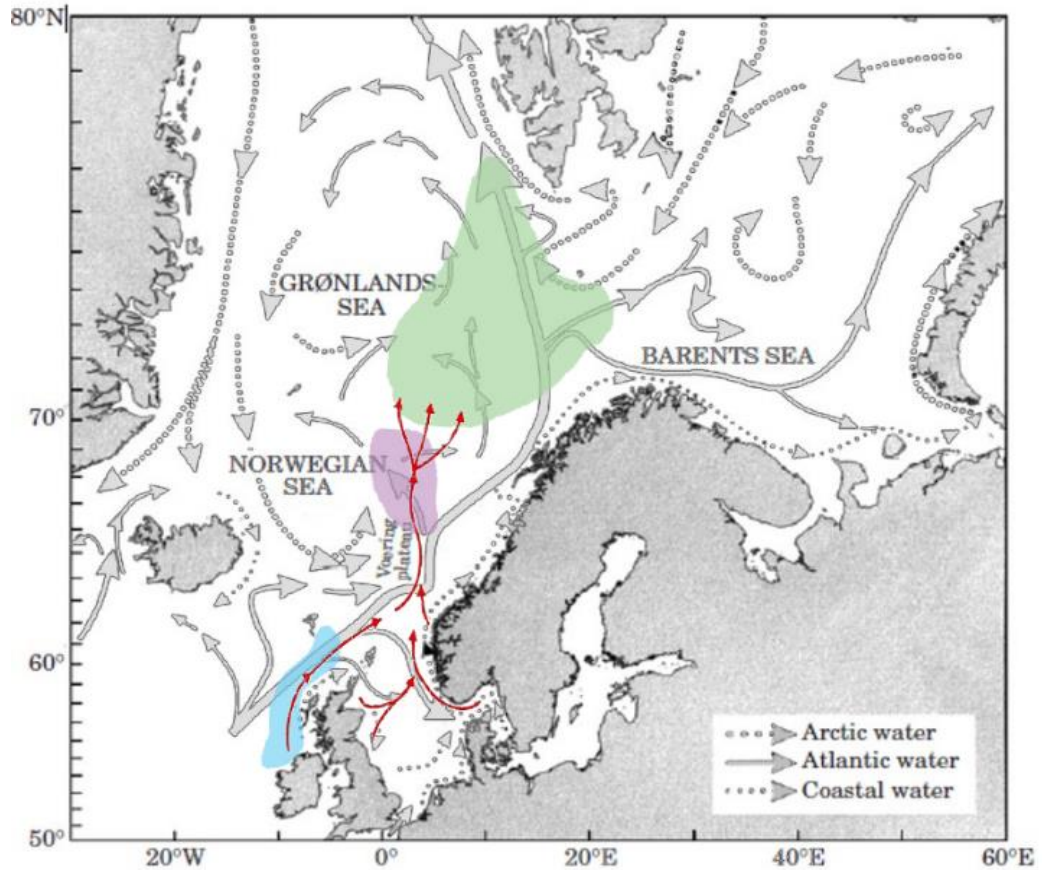 80°N
GRØNLANDS
SEA
BARENTS SEA
70°
NORWEGIAN
SEA
Vøering
plateau
60°
Arctic water
Atlantic water
Coastal water
50°
20°W
0°
20°E
40°E
60°E